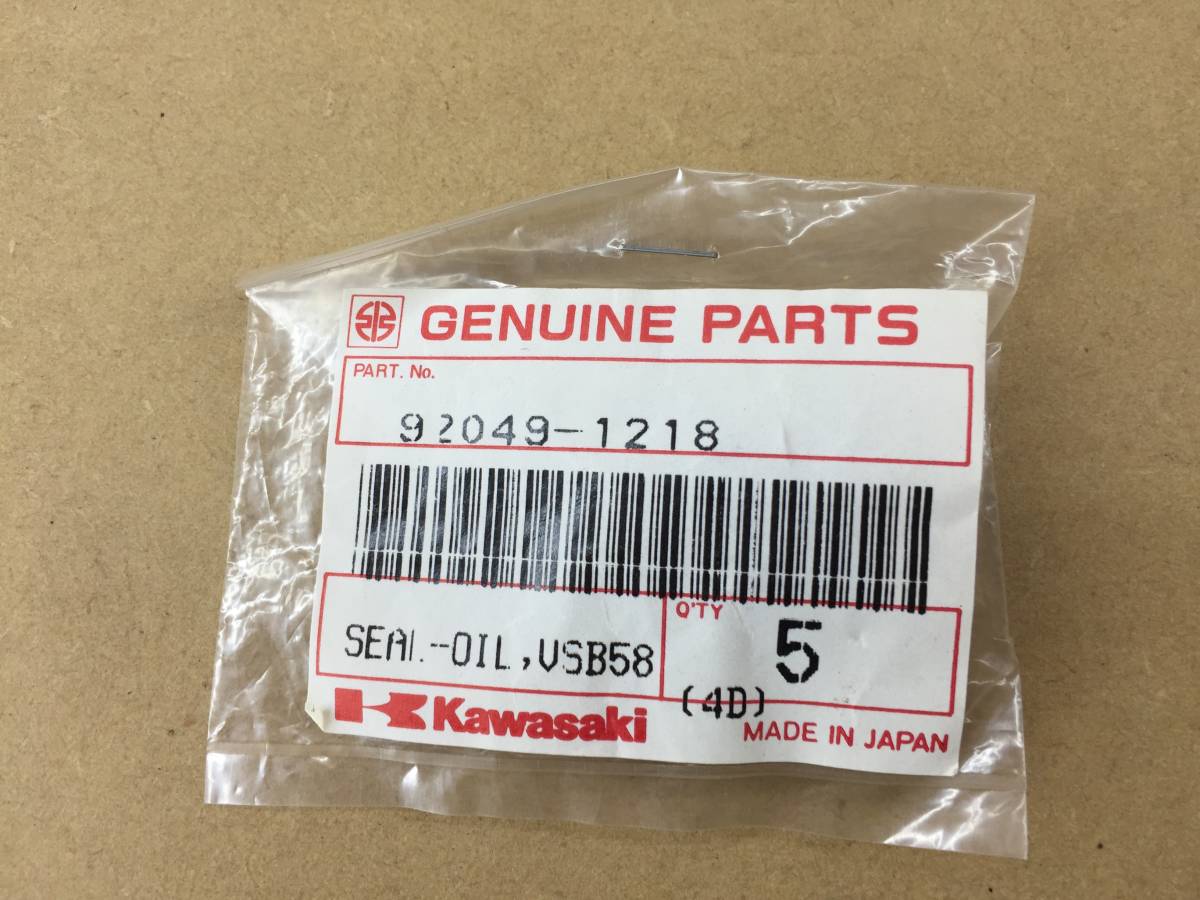 GENUINE PARTS
PART. No.
92049-1218
Q'TY
SEAL-OIL,VSB58
5
(4D)
Kawasaki
MADE IN JAPAN